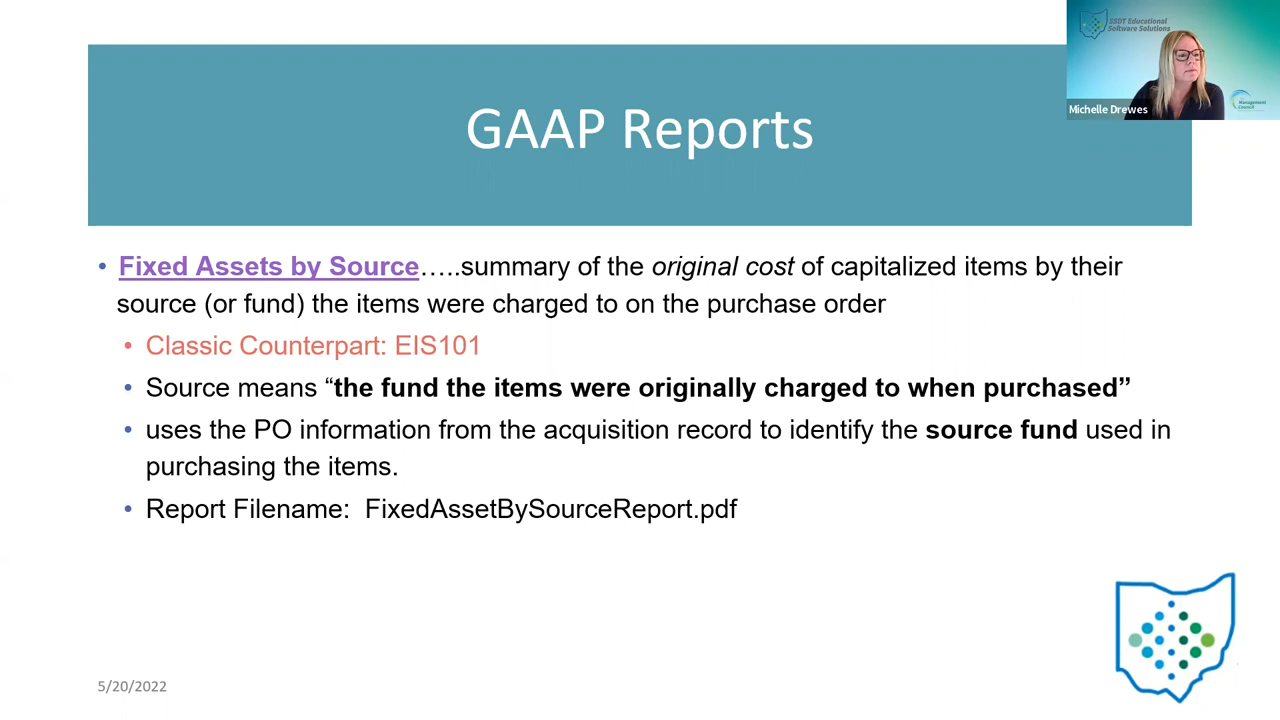 SSDT Educational
Software Solutions
Management
Council
Michelle Drewes
GAAP Reports
• Fixed Assets by Source…..summary of the original cost of capitalized items by their
source (or fund) the items were charged to on the purchase order
• Classic Counterpart: EIS101
• Source means “the fund the items were originally charged to when purchased”
• uses the PO information from the acquisition record to identify the source fund used in
purchasing the items.
• Report Filename:  FixedAssetBySourceReport.pdf
5/20/2022